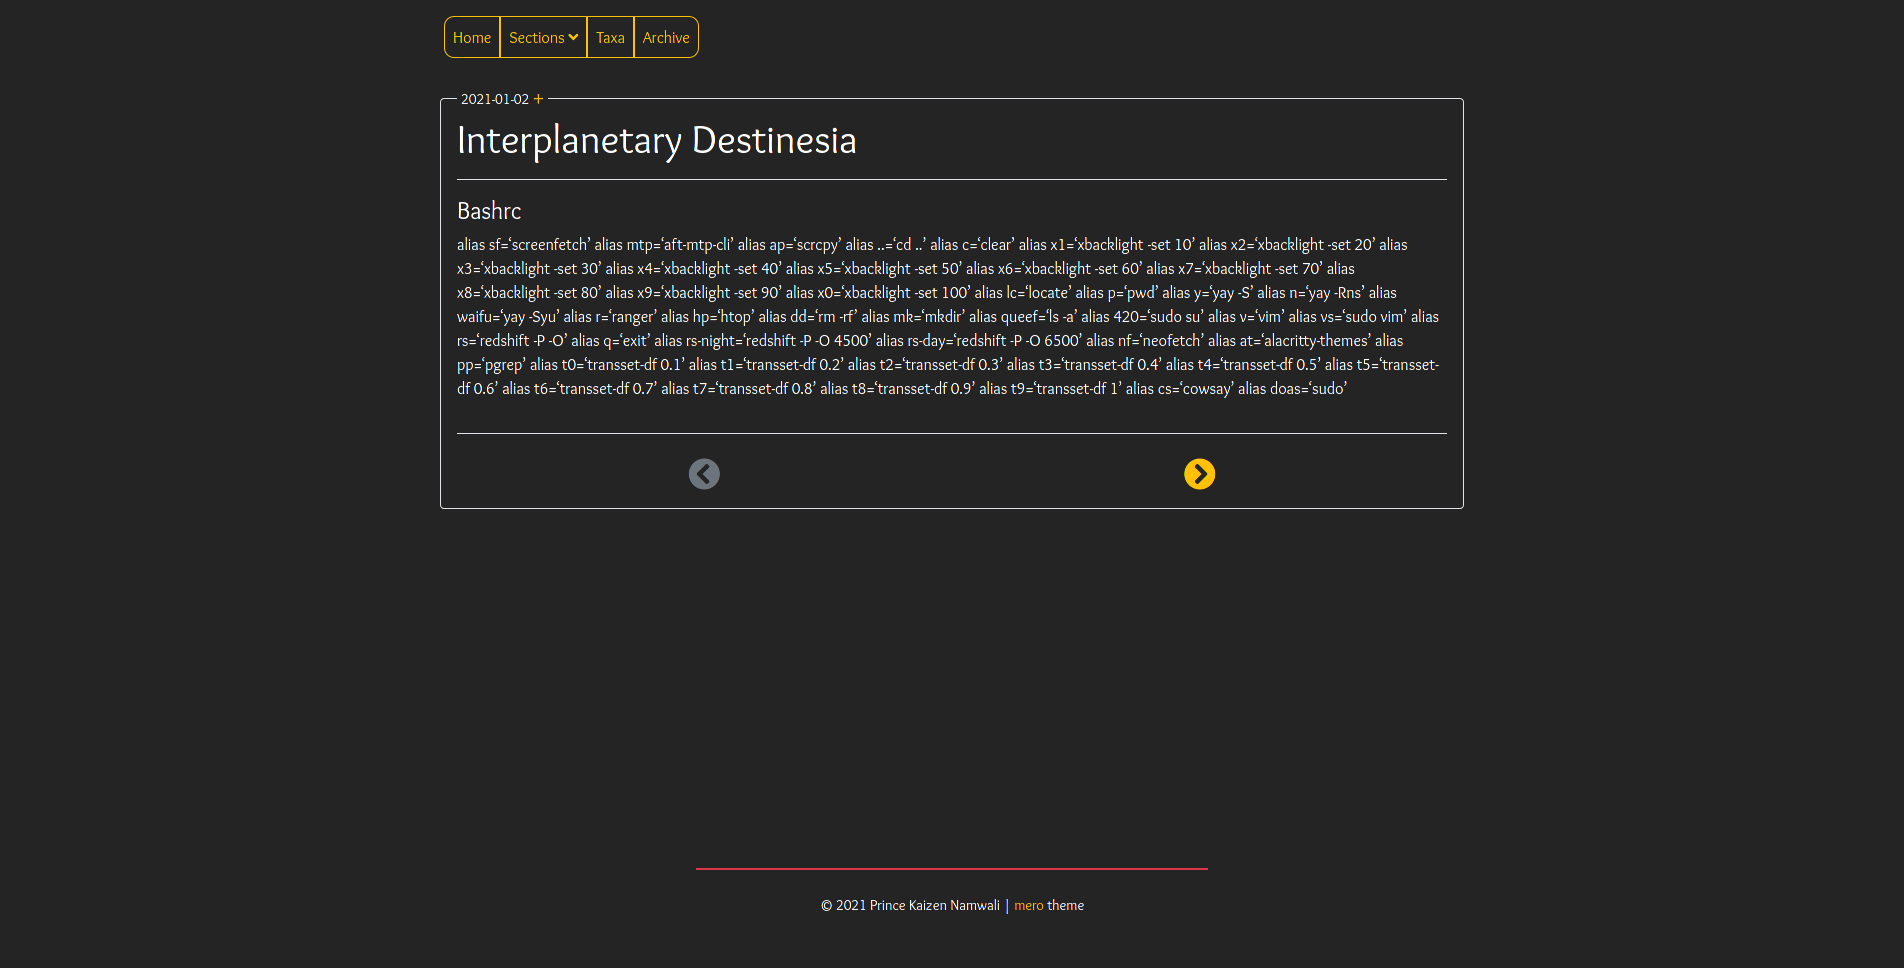 Home
Sections
Taxa
Archive
2021-01-02 +
Interplanetary Destinesia
Bashrc
alias sf=‘screenfetch’ alias mtp=‘aft-mtp-cli’ alias ap=‘scrcpy’ alias ..=‘cd ..’ alias c=‘clear’ alias x1=‘xbacklight -set 10’ alias x2=‘xbacklight -set 20’ alias
x3=‘xbacklight -set 30’ alias x4=‘xbacklight -set 40’ alias x5=‘xbacklight -set 50’ alias x6=‘xbacklight -set 60’ alias x7=‘xbacklight -set 70’ alias
x8=‘xbacklight -set 80’ alias x9=‘xbacklight -set 90’ alias x0=‘xbacklight -set 100’ alias lc=‘locate’ alias p=‘pwd’ alias y=‘yay -S’ alias n=‘yay -Rns’ alias
waifu=‘yay -Syu’ alias r=‘ranger’ alias hp=‘htop’ alias dd=‘rm -rf’ alias mk=‘mkdir’ alias queef=‘ls -a’ alias 420=‘sudo su’ alias v=‘vim’ alias vs=‘sudo vim’ alias
rs=‘redshift -P -O’ alias q=‘exit’ alias rs-night=‘redshift -P -O 4500’ alias rs-day=‘redshift -P -O 6500’ alias nf=‘neofetch’ alias at=‘alacritty-themes’ alias
pp=‘pgrep’ alias t0=‘transset-df 0.1’ alias t1=‘transset-df 0.2’ alias t2=‘transset-df 0.3’ alias t3=‘transset-df 0.4’ alias t4=‘transset-df 0.5’ alias t5=‘transset-
df 0.6’ alias t6=‘transset-df 0.7’ alias t7=‘transset-df 0.8’ alias t8=‘transset-df 0.9’ alias t9=‘transset-df 1’ alias cs=‘cowsay’ alias doas=‘sudo’
© 2021 Prince Kaizen Namwali | mero theme